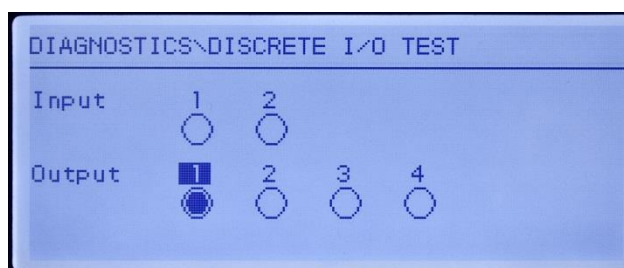 DIAGNOSTICS\DISCRETE I/O TEST
Input 1 2
Output 1 2 3 4